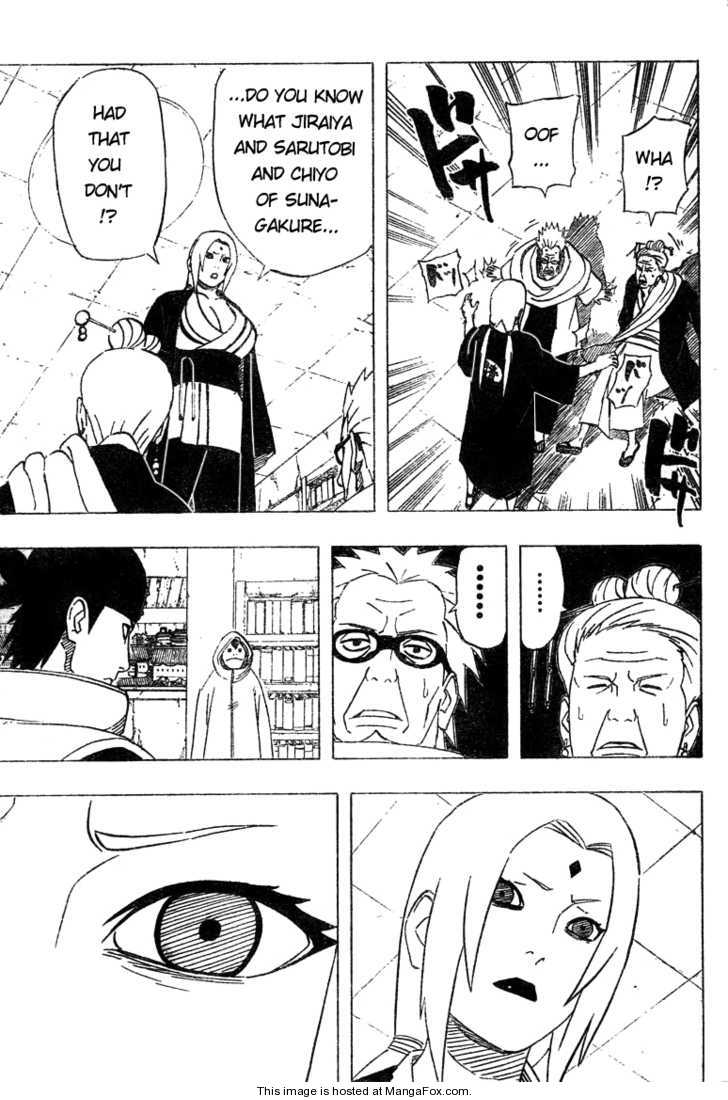 WHA
!?
OOF
...
...DO YOU KNOW
WHAT JIRAIYA
AND SARUTOBI
AND CHIYO
OF SUNA-
GAKURE...
HAD
THAT
YOU
DON'T
!?
......
......
This image is hosted at MangaFox.com.